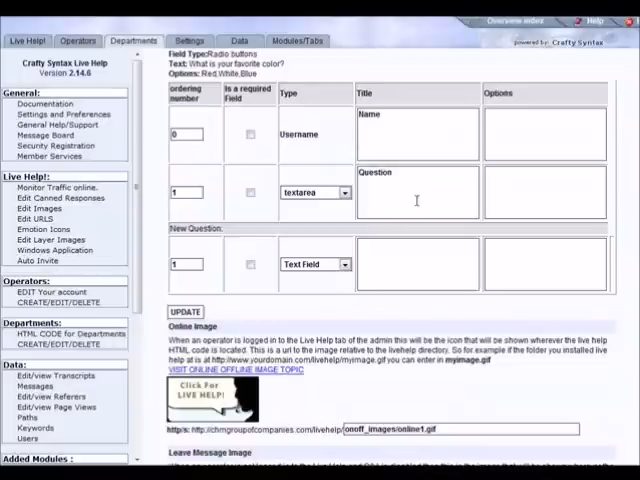 Overview Index
Help
Live Help!
Operators
Departments
Settings
Data
Modules/Tabs
powered by: Crafty Syntax
Crafty Syntax Live Help
Version 2.14.6
General:
Documentation
Settings and Preferences
General Help/Support
Message Board
Security Registration
Member Services
Live Help!:
Monitor Traffic online.
Edit Canned Responses
Edit Images
Edit URLS
Emotion Icons
Edit Layer Images
Windows Application
Auto Invite
Operators:
EDIT Your account
CREATE/EDIT/DELETE
Departments:
HTML CODE for Departments
CREATE/EDIT/DELETE
Data:
Edit/view Transcripts
Messages
Edit/view Referers
Edit/view Page Views
Paths
Keywords
Users
Added Modules :
Field Type:Radio buttons
Text: What is your favorite color?
Options: Red,White,Blue
ordering number
Is a required Field
Type
Title
Options
0
Username
Name
1
textarea
Question
New Question:
1
Text Field
UPDATE
Online Image
When an operator is logged in to the Live Help tab of the admin this will be the icon that will be shown wherever the live help
HTML code is located. This is a url to the image relative to the livehelp directory. So for example if the folder you installed live
help at is at http://www.yourdomain.com/livehelp/myimage.gif you can enter in myimage.gif
VISIT ONLINE OFFLINE IMAGE TOPIC
Click For
LIVE HELP!
http/s: http://chmgroupofcompanies.com/livehelp/
onoff_images/online1.gif
Leave Message Image